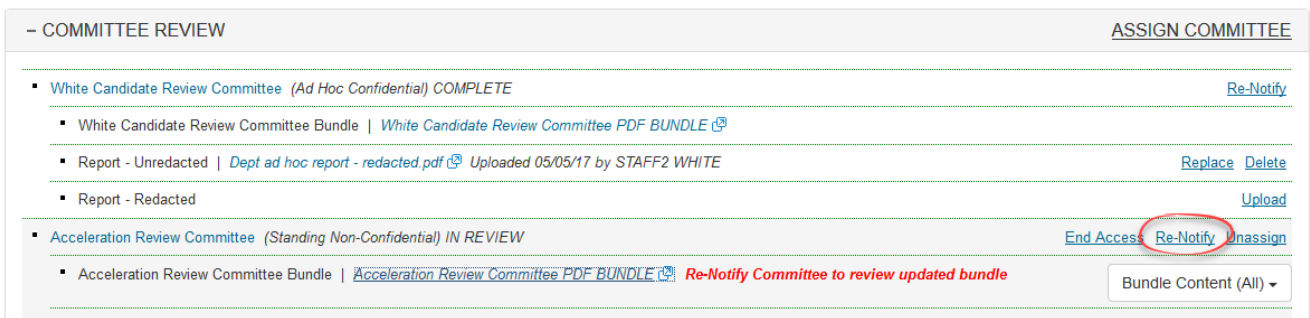 – COMMITTEE REVIEW ASSIGN COMMITTEE
White Candidate Review Committee (Ad Hoc Confidential) COMPLETE Re-Notify
White Candidate Review Committee Bundle | White Candidate Review Committee PDF BUNDLE
Report - Unredacted | Dept ad hoc report - redacted.pdf Uploaded 05/05/17 by STAFF2 WHITE Replace Delete
Report - Redacted Upload
Acceleration Review Committee (Standing Non-Confidential) IN REVIEW End Access Re-Notify Unassign
Acceleration Review Committee Bundle | Acceleration Review Committee PDF BUNDLE Re-Notify Committee to review updated bundle Bundle Content (All)